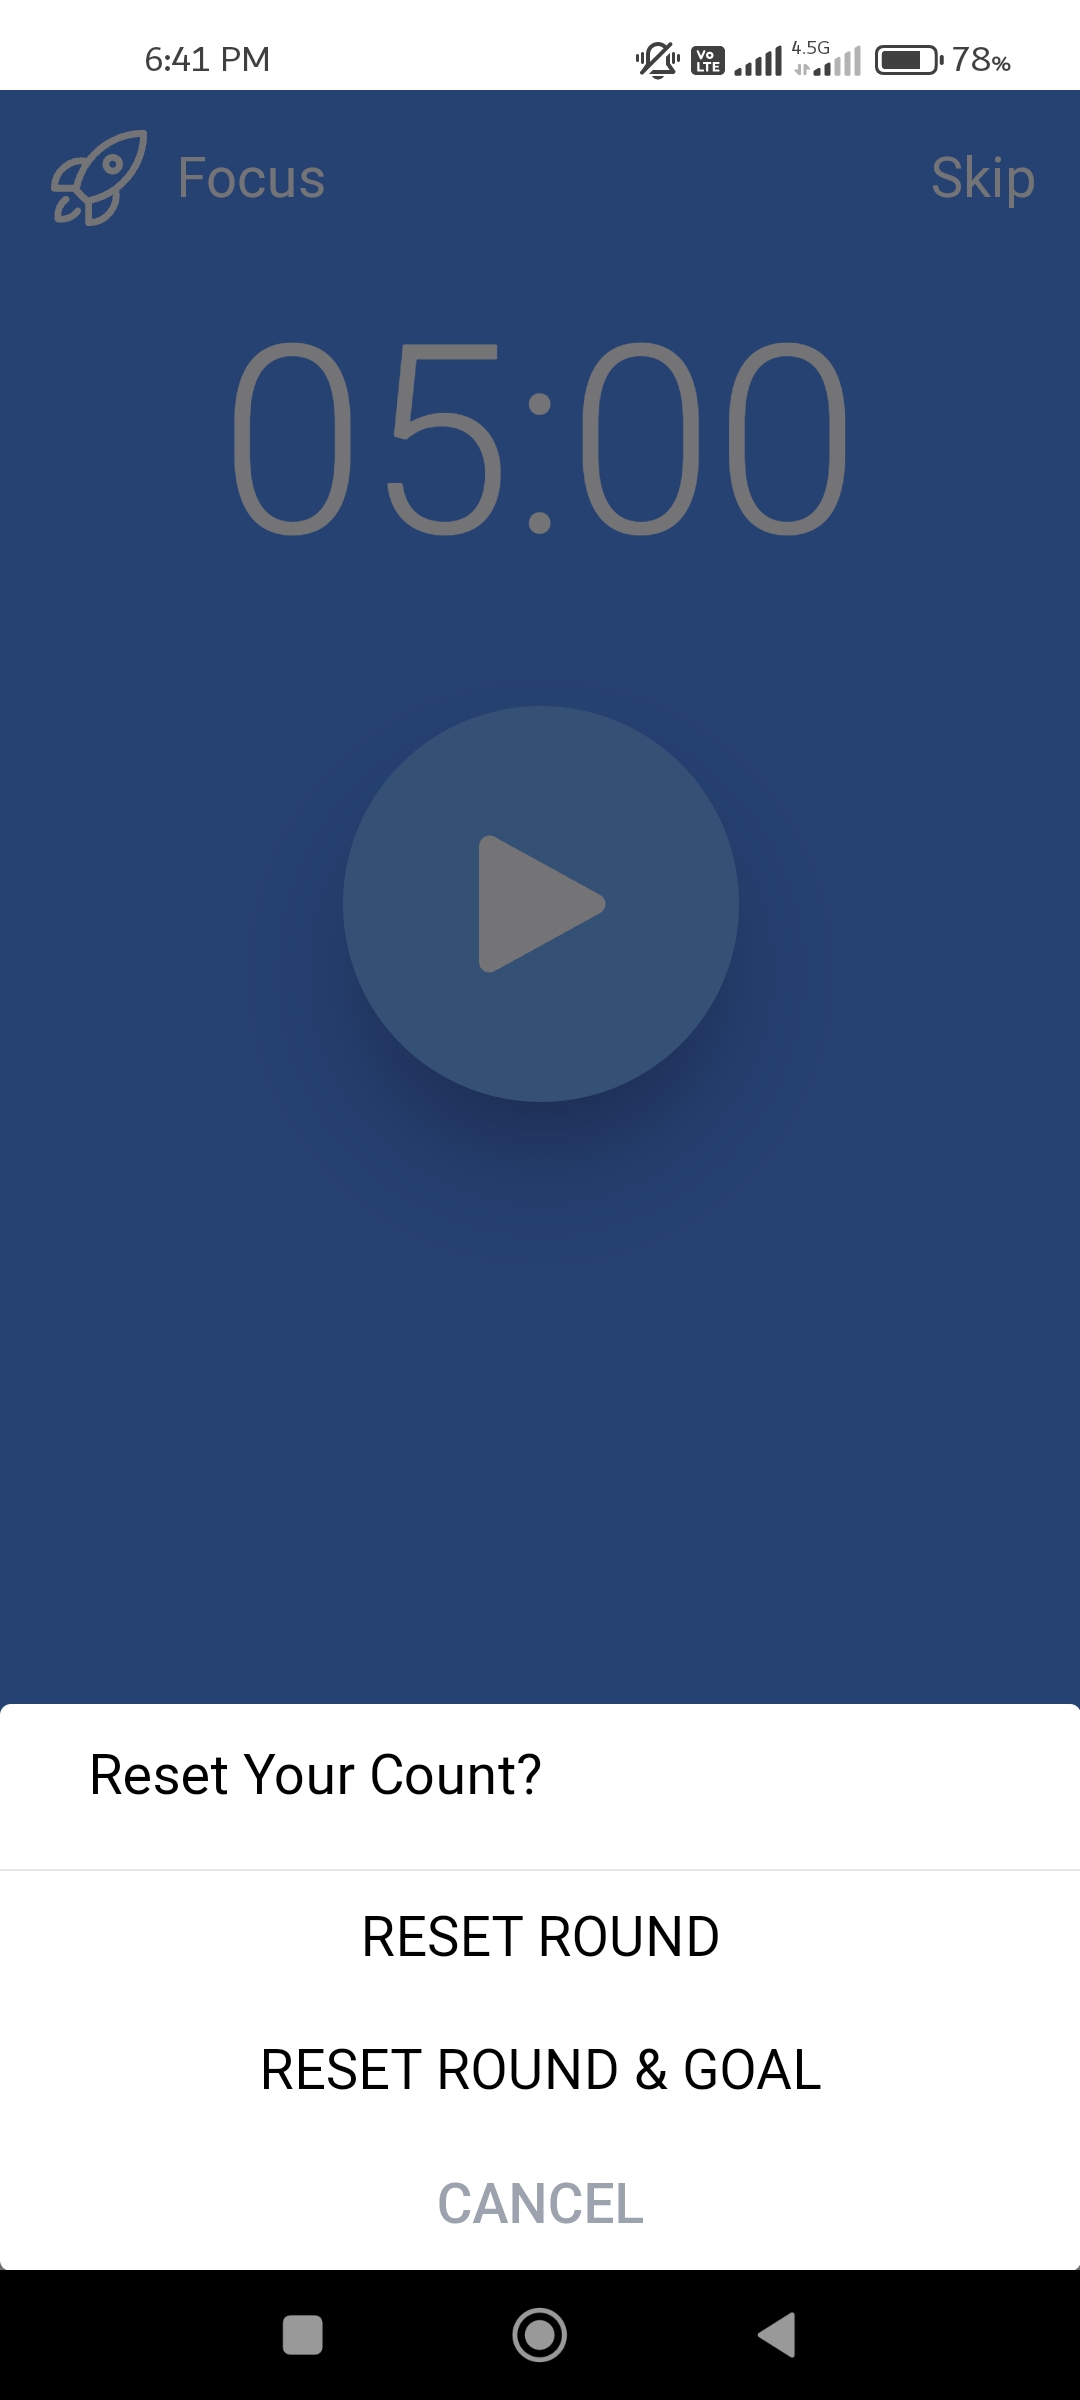 6:41 PM
Vo LTE 4.5G 78%
Focus
Skip
05:00
Reset Your Count?
RESET ROUND
RESET ROUND & GOAL
CANCEL